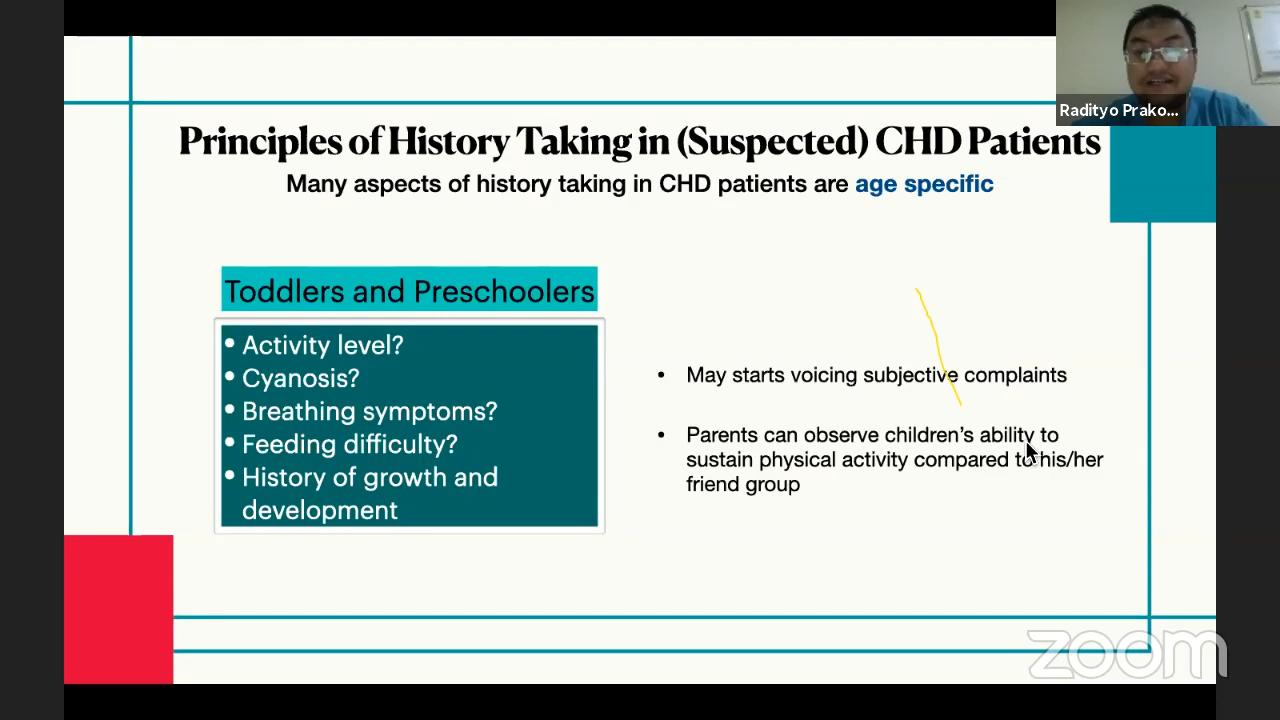 Radityo Prako...
Principles of History Taking in (Suspected) CHD Patients
Many aspects of history taking in CHD patients are age specific
Toddlers and Preschoolers
• Activity level?
• Cyanosis?
• Breathing symptoms?
• Feeding difficulty?
• History of growth and
development
• May starts voicing subjective complaints
• Parents can observe children's ability to
sustain physical activity compared to his/her
friend group
zoom